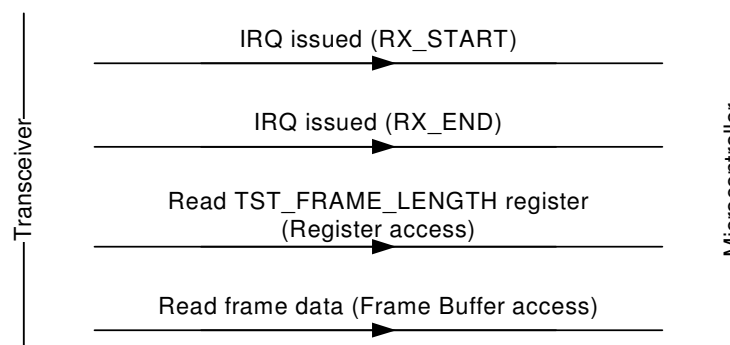 IRQ issued (RX_START)
IRQ issued (RX_END)
Transceiver
Read TST_FRAME_LENGTH register
(Register access)
Read frame data (Frame Buffer access)